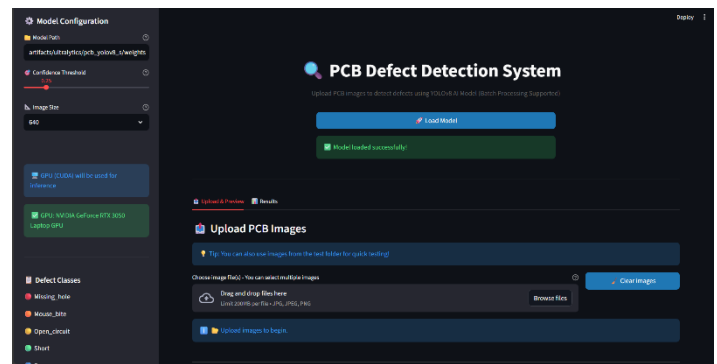 Model Configuration
Model Path
artifacts/ultralytics/pcb_yolov8_s/weights
Confidence Threshold
Image Size
640
GPU (CUDA) will be used for
inference
GPU: NVIDIA GeForce RTX 3050
Laptop GPU
Defect Classes
Missing_hole
Mouse_bite
Open_circuit
Short
Deploy
PCB Defect Detection System
Upload PCB images to detect defects using YOLOv8 AI Model (Batch Processing Supported)
Load Model
Model loaded successfully!
Upload & Preview Results
Upload PCB Images
Tip: You can also use images from the test folder for quick testing!
Choose image file(s) - You can select multiple images
Drag and drop files here
Limit 200MB per file • JPG, JPEG, PNG
Browse files
Clear Images
Upload images to begin.